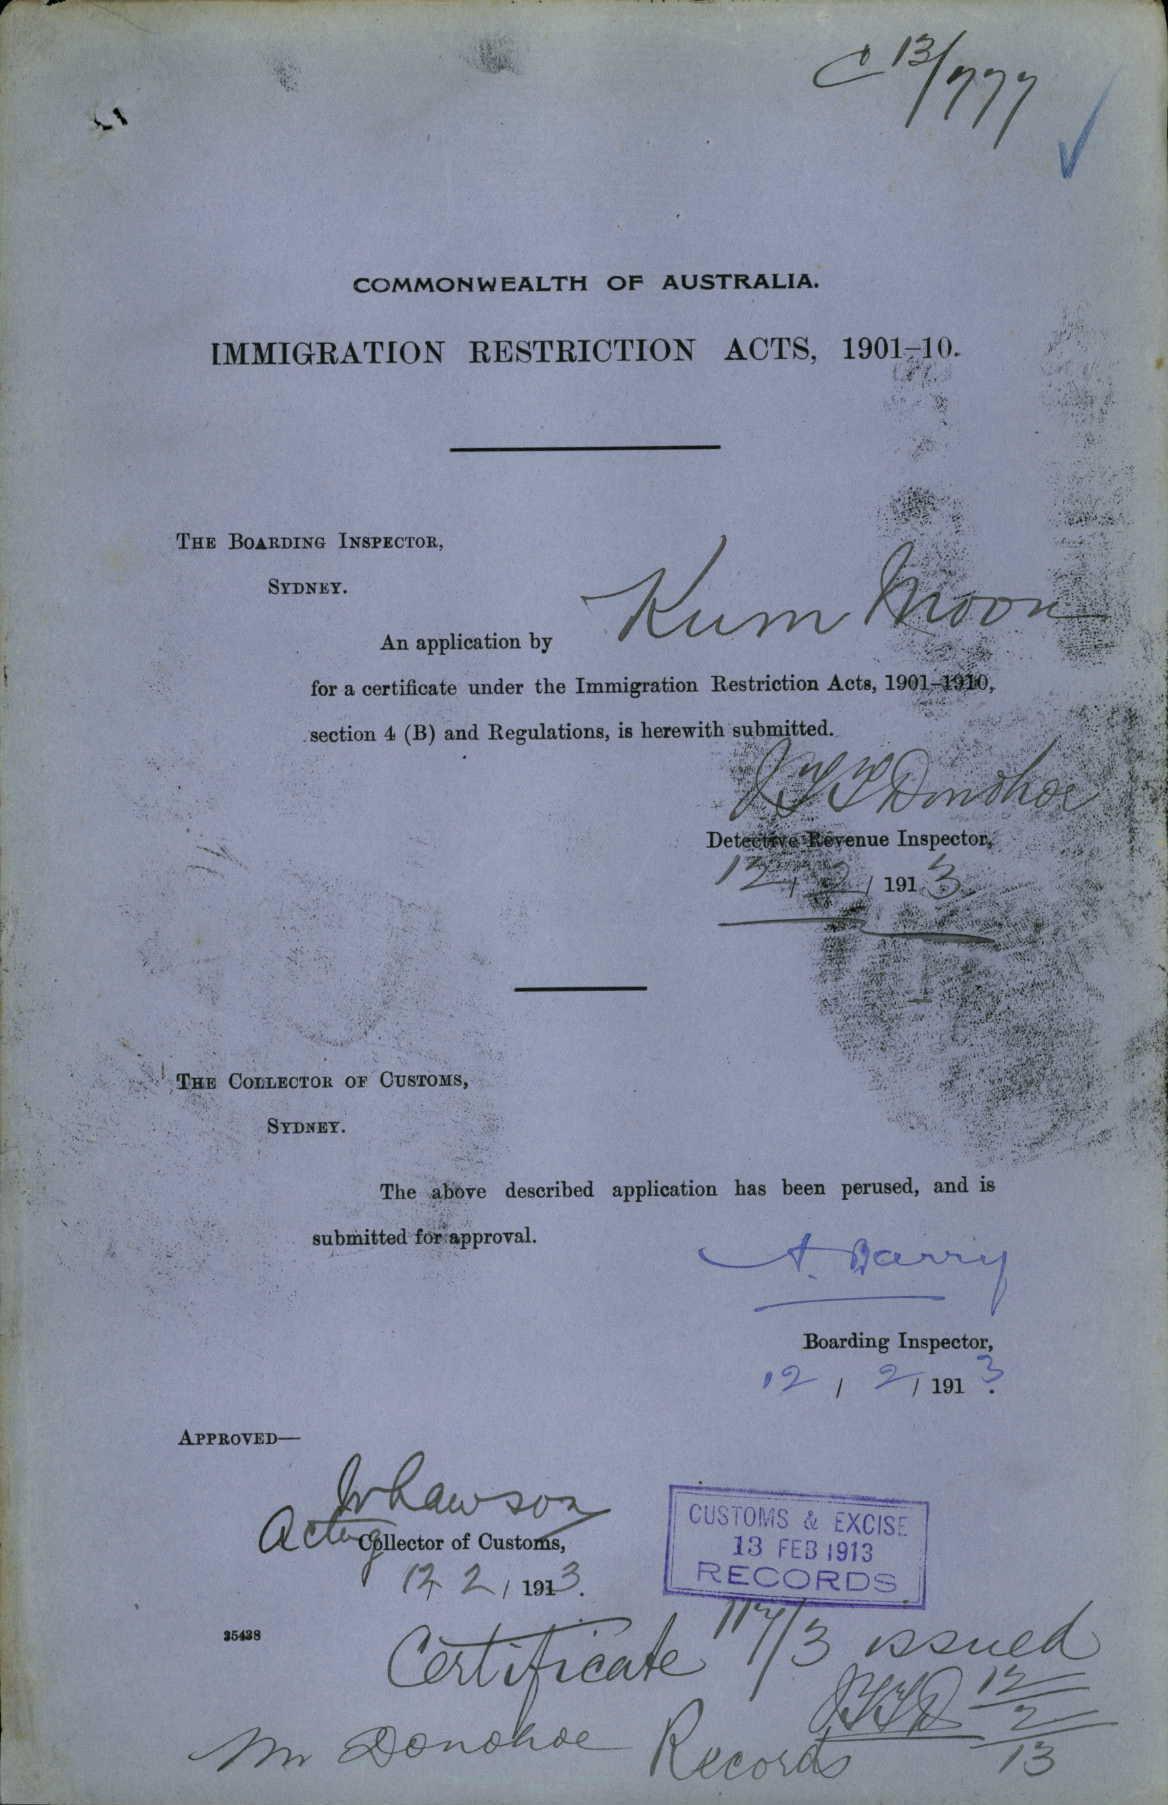 C 13/777
COMMONWEALTH OF AUSTRALIA.
IMMIGRATION RESTRICTION ACTS, 1901-10.
THE BOARDING INSPECTOR,
SYDNEY.
An application by Kum Moon
for a certificate under the Immigration Restriction Acts, 1901-1910,
section 4 (B) and Regulations, is herewith submitted.
Donohoe
Detective Revenue Inspector,
12 / 2 / 1913
THE COLLECTOR OF CUSTOMS,
SYDNEY.
The above described application has been perused, and is
submitted for approval.
A. Barry
Boarding Inspector,
12 / 2 / 1913.
APPROVED—
Lawson
Acting Collector of Customs,
12 2 / 1913.
CUSTOMS & EXCISE
13 FEB 1913
RECORDS
35438
Certificate 117/3 issued
12/2/13
Mr Donohoe Records